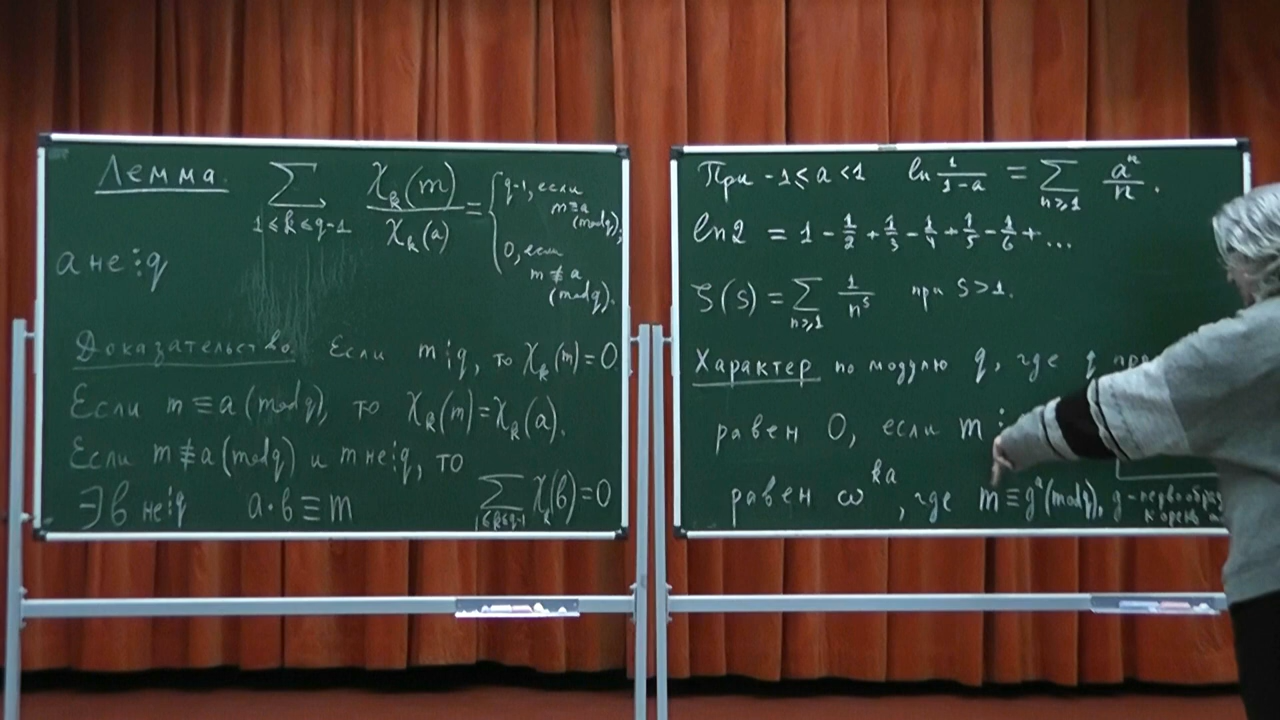 Лемма. ∑_{1≤k≤q-1} χ_k(m)/χ_k(a) = { q-1, если m≡a (mod q); 0, если m≢a (mod q).
а не ⋮ q
Доказательство. Если m⋮q, то χ_k(m)=0
Если m≡a(mod q), то χ_k(m)=χ_k(a).
Если m≢a(mod q) и m не⋮q, то
∃в не⋮q a·в≡m ∑_{1≤k≤q-1} χ_k(в)=0
При -1≤a<1 ln 1/(1-a) = ∑_{n≥1} aⁿ/n.
ln2 = 1 - 1/2 + 1/3 - 1/4 + 1/5 - 1/6 + ...
ζ(s) = ∑_{n≥1} 1/n^s при s>1.
Характер по модулю q, где q
равен 0, если m⋮
равен ω^{ka}, где m≡g^a(mod q), g-
корень